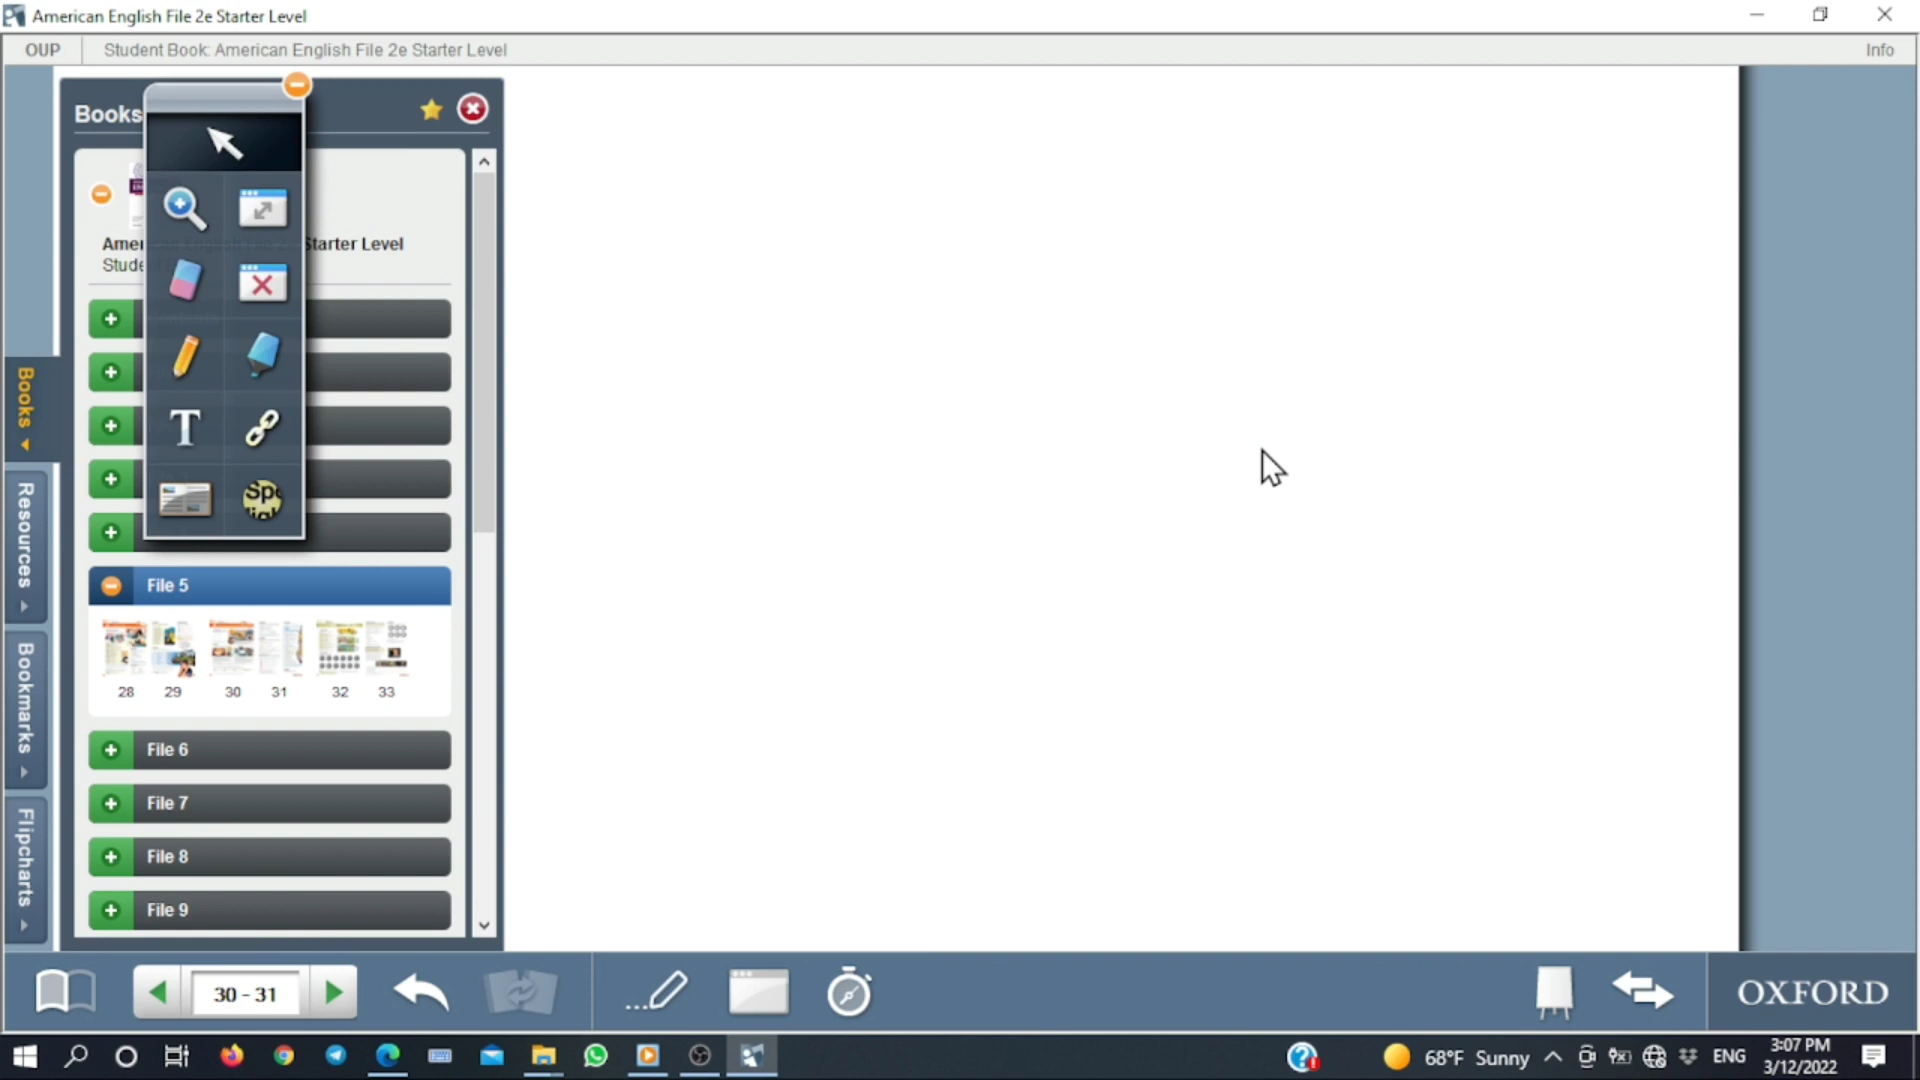 American English File 2e Starter Level
OUP
Student Book: American English File 2e Starter Level
Info
Books
Starter Level
File 5
28 29 30 31 32 33
File 6
File 7
File 8
File 9
Books
Resources
Bookmarks
Flipcharts
T
30 - 31
OXFORD
68°F Sunny
ENG
3:07 PM
3/12/2022